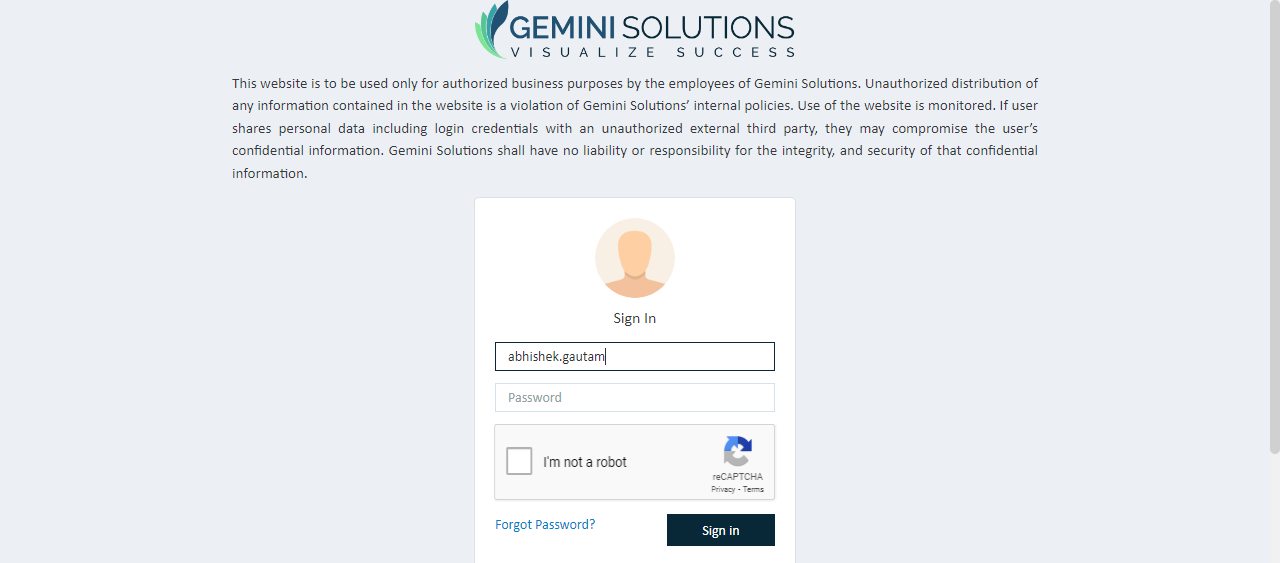 GEMINI SOLUTIONS
VISUALIZE SUCCESS
This website is to be used only for authorized business purposes by the employees of Gemini Solutions. Unauthorized distribution of
any information contained in the website is a violation of Gemini Solutions’ internal policies. Use of the website is monitored. If user
shares personal data including login credentials with an unauthorized external third party, they may compromise the user’s
confidential information. Gemini Solutions shall have no liability or responsibility for the integrity, and security of that confidential
information.
Sign In
abhishek.gautam
Password
I'm not a robot
reCAPTCHA
Privacy - Terms
Forgot Password?
Sign in